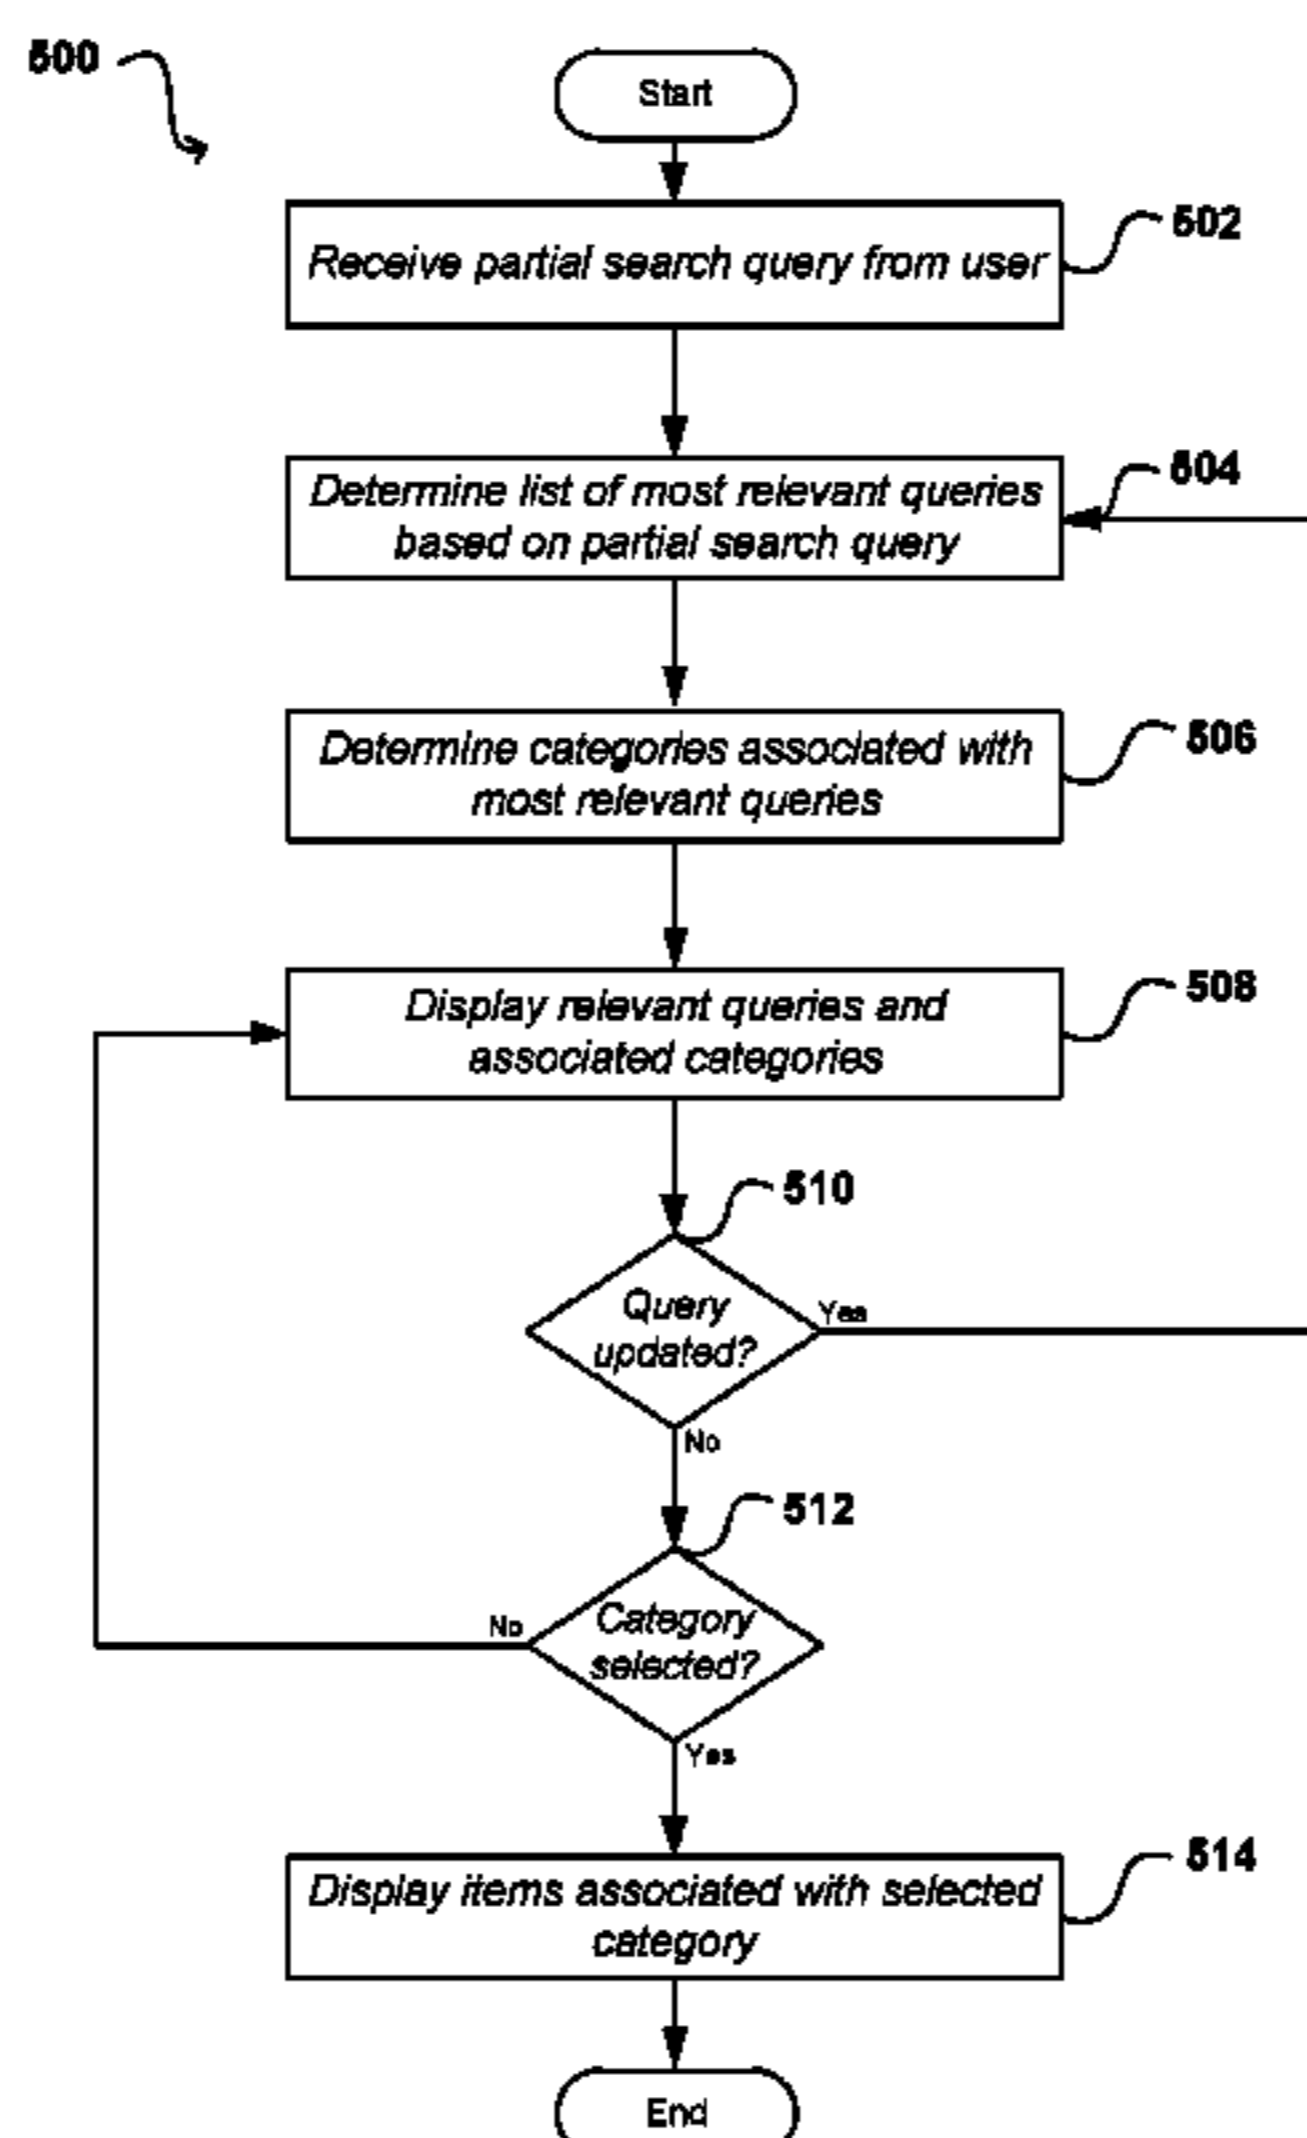 500
Start
502
Receive partial search query from user
504
Determine list of most relevant queries
based on partial search query
506
Determine categories associated with
most relevant queries
508
Display relevant queries and
associated categories
510
Query
updated?
Yes
No
512
Category
selected?
No
Yes
514
Display items associated with selected
category
End